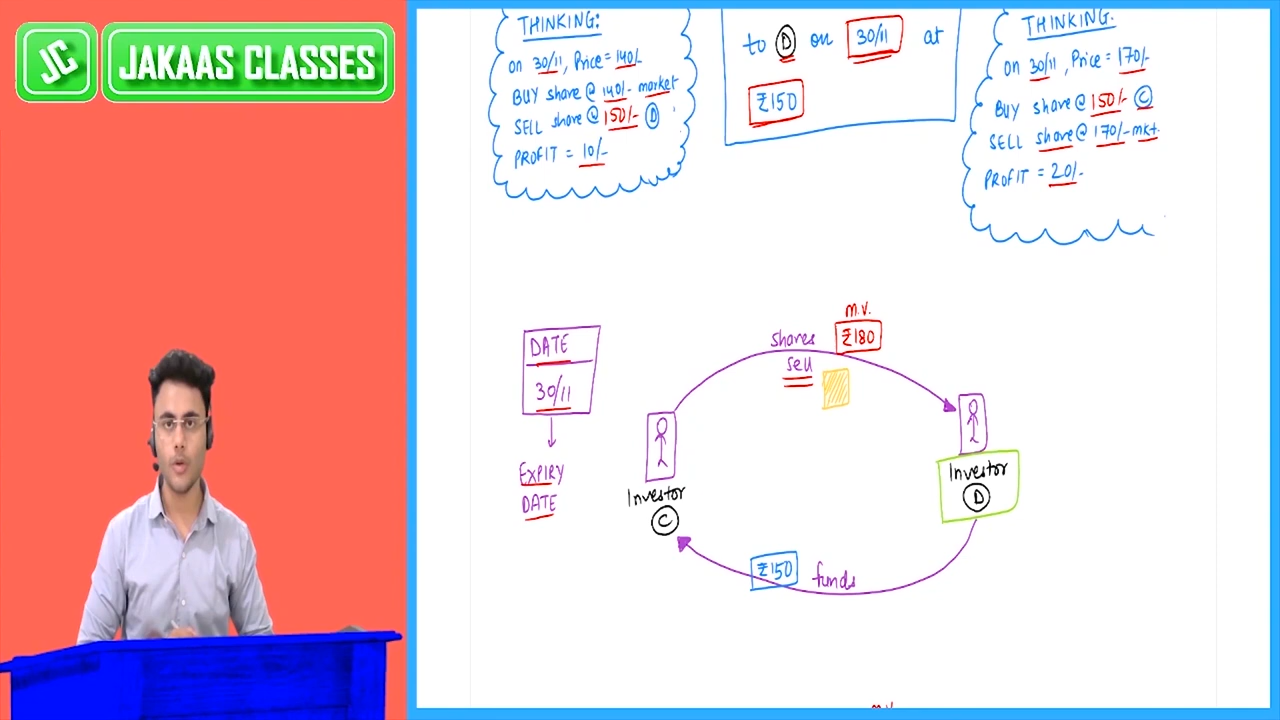 JC
JAKAAS CLASSES
THINKING:
on 30/11, Price = 140/-
BUY share @ 140/- market
SELL share @ 150/- D
PROFIT = 10/-
to D on 30/11 at
₹150
THINKING.
on 30/11, Price = 170/-
BUY share @ 150/- C
SELL share @ 170/- mkt.
PROFIT = 20/-
DATE
30/11
EXPIRY
DATE
m.v.
shares ₹180
sell
Investor
C
Investor
D
₹150 funds